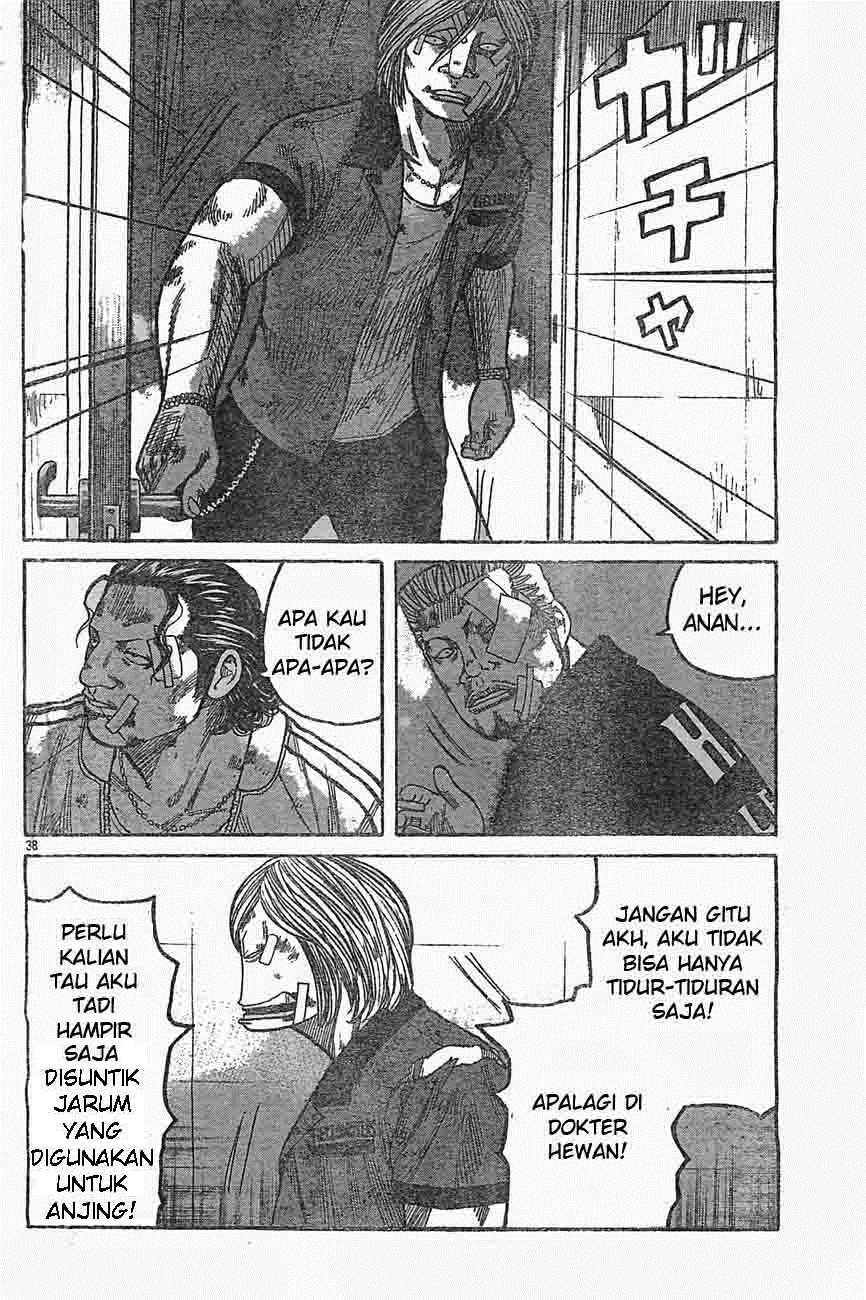 ガ
チ
ャ
HEY,
ANAN...
APA KAU
TIDAK
APA-APA?
38
JANGAN GITU
AKH, AKU TIDAK
BISA HANYA
TIDUR-TIDURAN
SAJA!
APALAGI DI
DOKTER
HEWAN!
PERLU
KALIAN
TAU AKU
TADI
HAMPIR
SAJA
DISUNTIK
JARUM
YANG
DIGUNAKAN
UNTUK
ANJING!